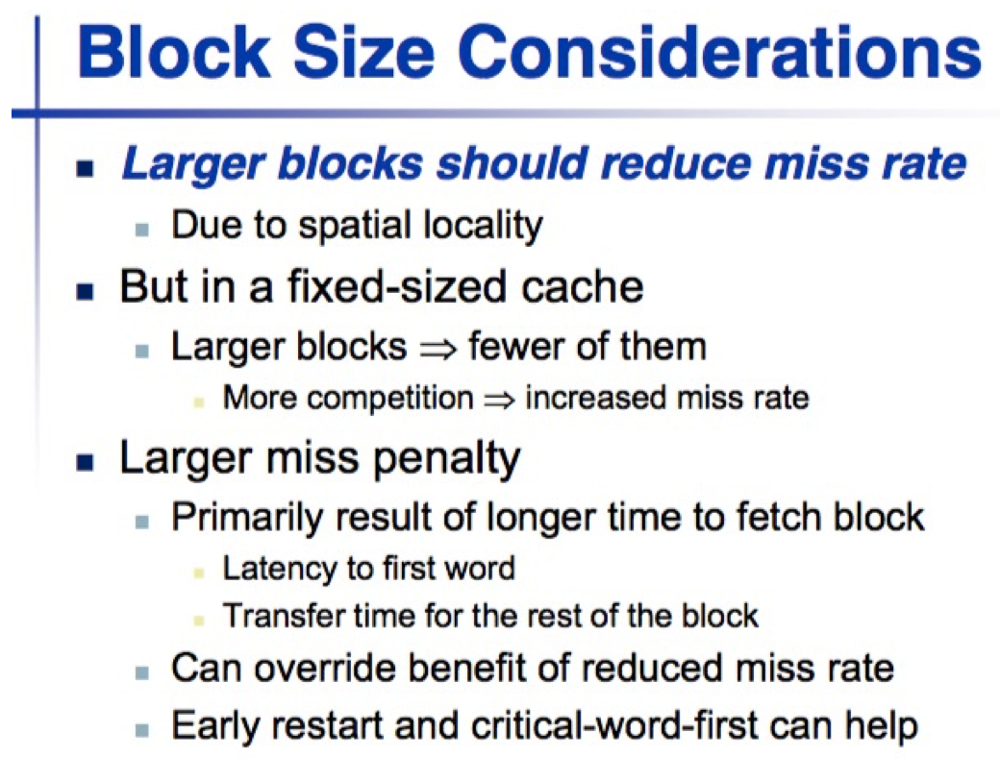 Block Size Considerations
Larger blocks should reduce miss rate
Due to spatial locality
But in a fixed-sized cache
Larger blocks ⇒ fewer of them
More competition ⇒ increased miss rate
Larger miss penalty
Primarily result of longer time to fetch block
Latency to first word
Transfer time for the rest of the block
Can override benefit of reduced miss rate
Early restart and critical-word-first can help